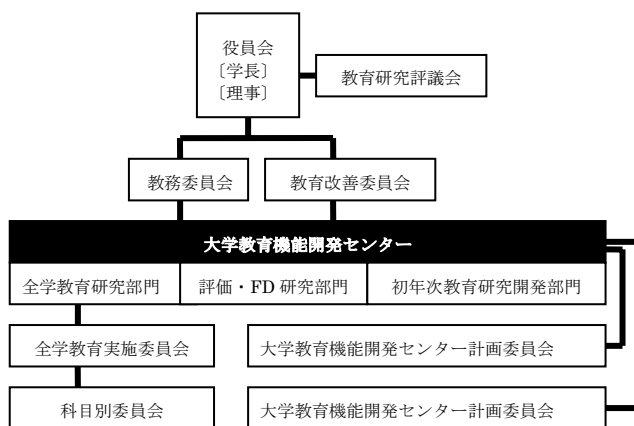 役員会
〔学長〕
〔理事〕
教育研究評議会
教務委員会
教育改善委員会
大学教育機能開発センター
全学教育研究部門
評価・FD 研究部門
初年次教育研究開発部門
全学教育実施委員会
大学教育機能開発センター計画委員会
科目別委員会
大学教育機能開発センター計画委員会